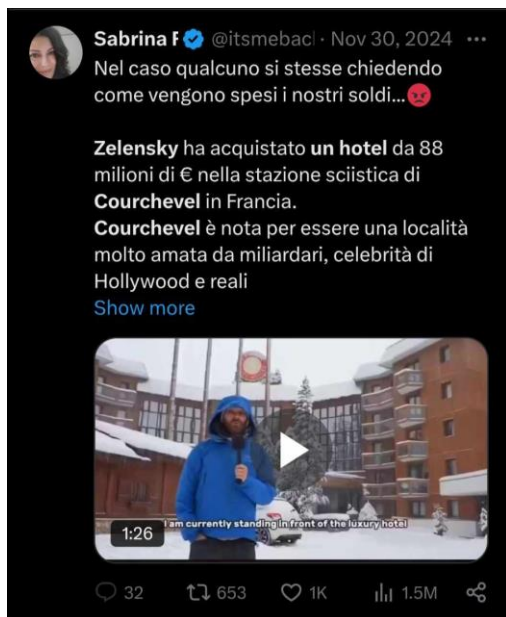 Sabrina F @itsmebac · Nov 30, 2024 ...
Nel caso qualcuno si stesse chiedendo
come vengono spesi i nostri soldi...😡
Zelensky ha acquistato un hotel da 88
milioni di € nella stazione sciistica di
Courchevel in Francia.
Courchevel è nota per essere una località
molto amata da miliardari, celebrità di
Hollywood e reali
Show more
I am currently standing in front of the luxury hotel
1:26
32 653 1K 1.5M